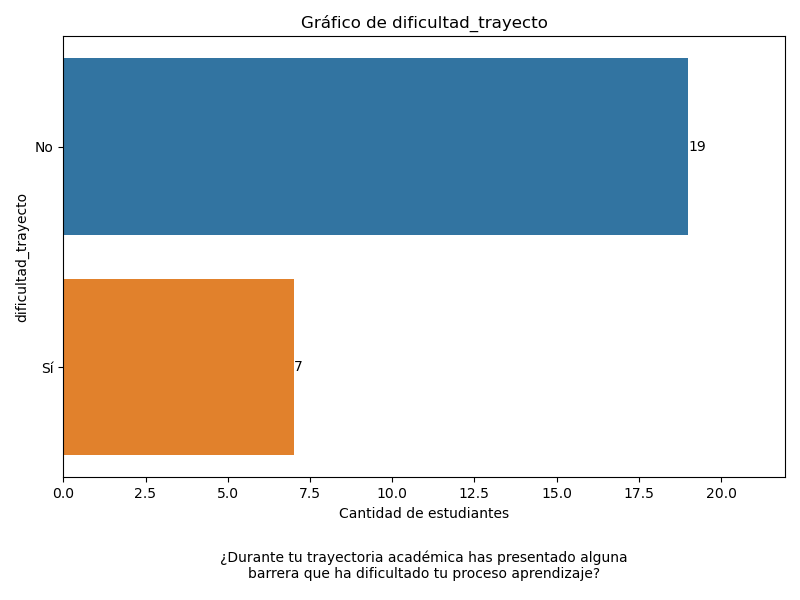 Gráfico de dificultad_trayecto
dificultad_trayecto
No
19
Sí
7
0.0 2.5 5.0 7.5 10.0 12.5 15.0 17.5 20.0
Cantidad de estudiantes
¿Durante tu trayectoria académica has presentado alguna
barrera que ha dificultado tu proceso aprendizaje?